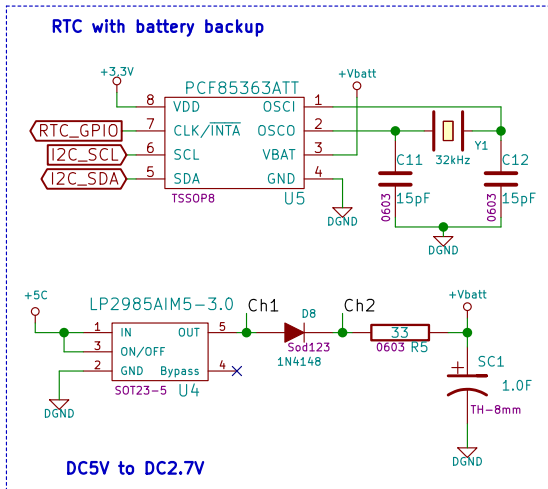 RTC with battery backup
+3.3V
PCF85363ATT
+Vbatt
8 VDD OSCI 1
RTC_GPIO 7 CLK/INTA OSCO 2
I2C_SCL 6 SCL VBAT 3
I2C_SDA 5 SDA GND 4
TSSOP8 U5
DGND
C11 0603 15pF
32kHz Y1
C12 0603 15pF
DGND
+5C
LP2985AIM5-3.0
1 IN OUT 5
3 ON/OFF
2 GND Bypass 4
SOT23-5 U4
DGND
Ch1
D8
Sod123
1N4148
Ch2
33
0603 R5
+Vbatt
SC1
1.0F
TH-8mm
DGND
DC5V to DC2.7V